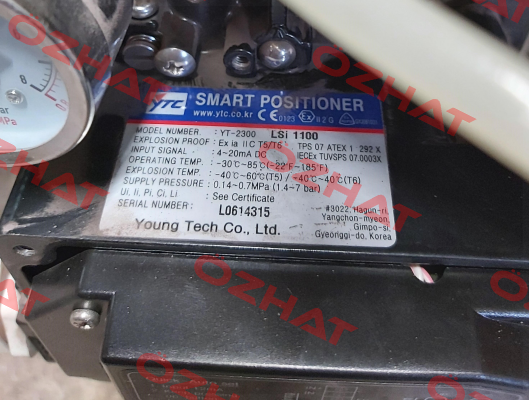 YTC SMART POSITIONER
www.ytc.co.kr CE 0123 Ex II 2 G
MODEL NUMBER : YT-2300 LSi 1100
EXPLOSION PROOF : Ex ia IIC T5/T6 TPS 07 ATEX 1 292 X
INPUT SIGNAL : 4~20mA DC IECEx TUVSPS 07.0003X
OPERATING TEMP. : -30℃~85℃(-22℉~185℉)
EXPLOSION TEMP. : -40℃~60℃(T5) / -40℃~40℃(T6)
SUPPLY PRESSURE : 0.14~0.7MPa (1.4~7 bar)
Ui, Ii, Pi, Ci, Li : See Certificate
SERIAL NUMBER : L0614315
Young Tech Co., Ltd.
#3022, Hagun-ri,
Yangchon-myeon,
Gimpo-si,
Gyeonggi-do, Korea
OZHAT
OZHAT
OZHAT
OZHAT
OZHAT